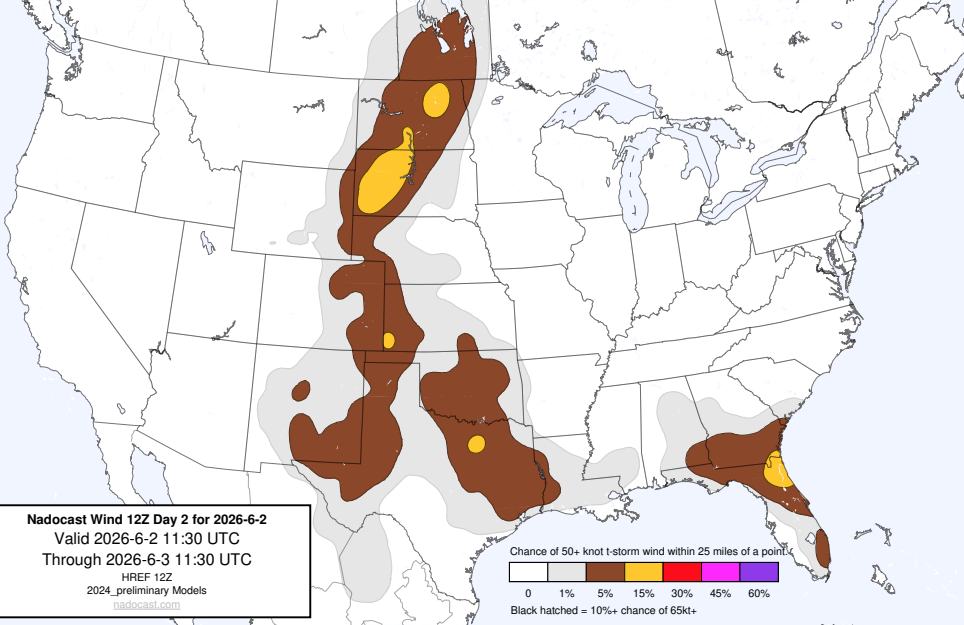 Nadocast Wind 12Z Day 2 for 2026-6-2
Valid 2026-6-2 11:30 UTC
Through 2026-6-3 11:30 UTC
HREF 12Z
2024_preliminary Models
nadocast.com
Chance of 50+ knot t-storm wind within 25 miles of a point.
0 1% 5% 15% 30% 45% 60%
Black hatched = 10%+ chance of 65kt+